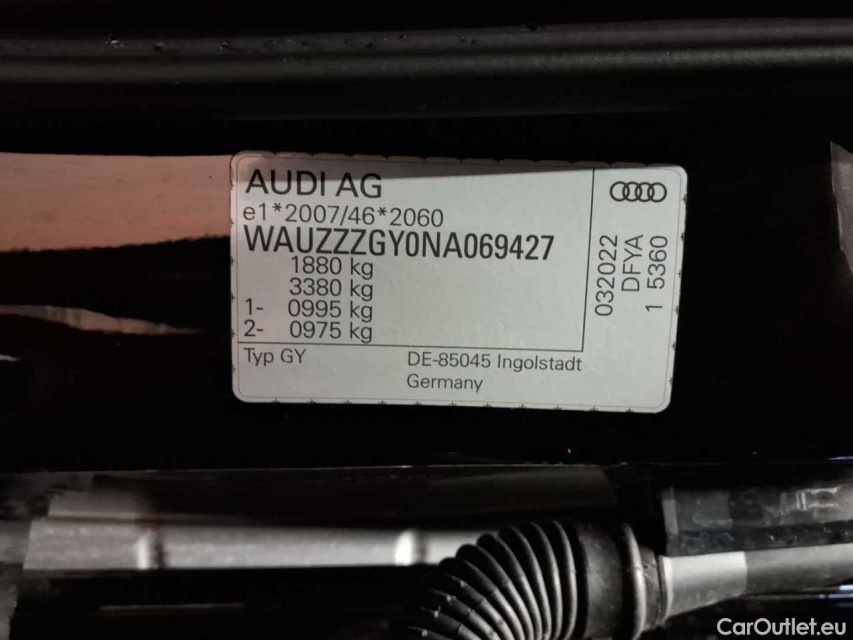 AUDI AG
e1*2007/46*2060
WAUZZZGY0NA069427
1880 kg
3380 kg
1- 0995 kg
2- 0975 kg
Typ GY
DE-85045 Ingolstadt
Germany
032022
DFYA
1 5360
CarOutlet.eu